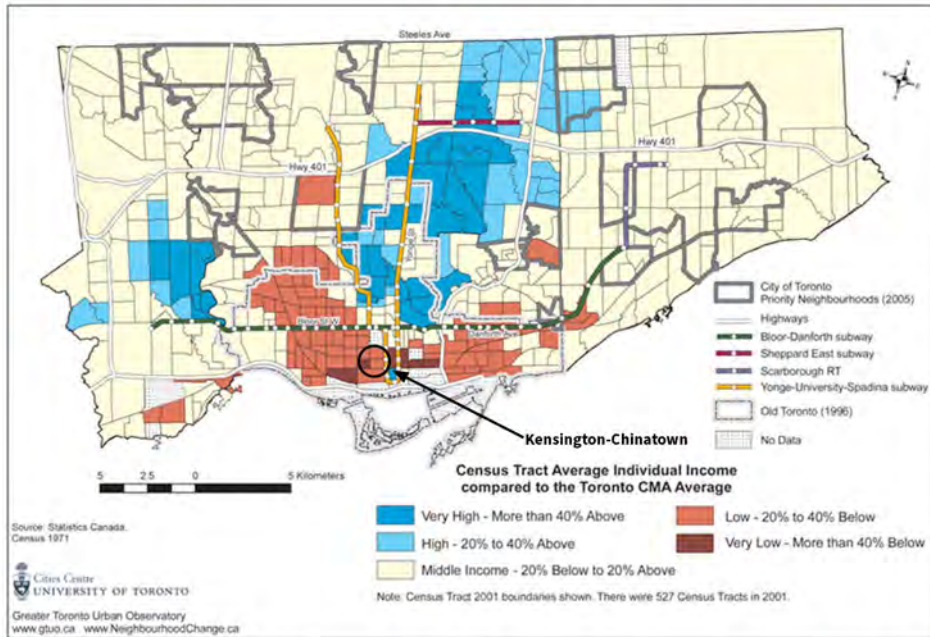 Steeles Ave
Hwy 401
Hwy 401
Yonge St
Bloor St W
Danforth Ave
City of Toronto
Priority Neighbourhoods (2005)
Highways
Bloor-Danforth subway
Sheppard East subway
Scarborough RT
Yonge-University-Spadina subway
Old Toronto (1996)
No Data
Kensington-Chinatown
5 2.5 0 5 Kilometers
Census Tract Average Individual Income
compared to the Toronto CMA Average
Very High - More than 40% Above
Low - 20% to 40% Below
High - 20% to 40% Above
Very Low - More than 40% Below
Middle Income - 20% Below to 20% Above
Note: Census Tract 2001 boundaries shown. There were 527 Census Tracts in 2001.
Source: Statistics Canada,
Census 1971
Cities Centre
UNIVERSITY OF TORONTO
Greater Toronto Urban Observatory
www.gtuo.ca www.NeighbourhoodChange.ca